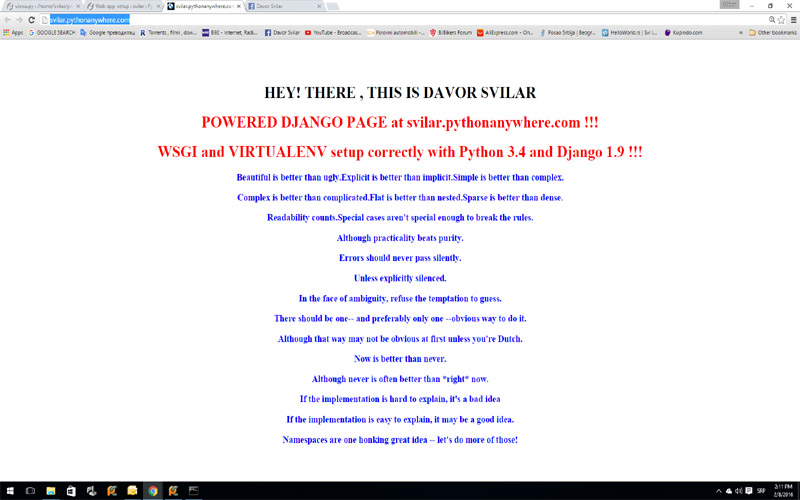 views.py : /home/svilar/sv
Web app setup : svilar : Py
svilar.pythonanywhere.co
Davor Svilar
svilar.pythonanywhere.com
Apps
GOOGLE SEARCH
Google преводилац
Torrents , filmi , dow...
B92 - Internet, Radi...
Davor Svilar
YouTube - Broadcas...
Polovni automobili -...
BJBikers Forum
AliExpress.com - On...
Posao Srbija | Beogr...
HelloWorld.rs | Svi i...
Kupindo.com
Other bookmarks
HEY! THERE , THIS IS DAVOR SVILAR
POWERED DJANGO PAGE at svilar.pythonanywhere.com !!!
WSGI and VIRTUALENV setup correctly with Python 3.4 and Django 1.9 !!!
Beautiful is better than ugly.Explicit is better than implicit.Simple is better than complex.
Complex is better than complicated.Flat is better than nested.Sparse is better than dense.
Readability counts.Special cases aren't special enough to break the rules.
Although practicality beats purity.
Errors should never pass silently.
Unless explicitly silenced.
In the face of ambiguity, refuse the temptation to guess.
There should be one-- and preferably only one --obvious way to do it.
Although that way may not be obvious at first unless you're Dutch.
Now is better than never.
Although never is often better than *right* now.
If the implementation is hard to explain, it's a bad idea
If the implementation is easy to explain, it may be a good idea.
Namespaces are one honking great idea -- let's do more of those!
SRP
2:11 PM
2/8/2016